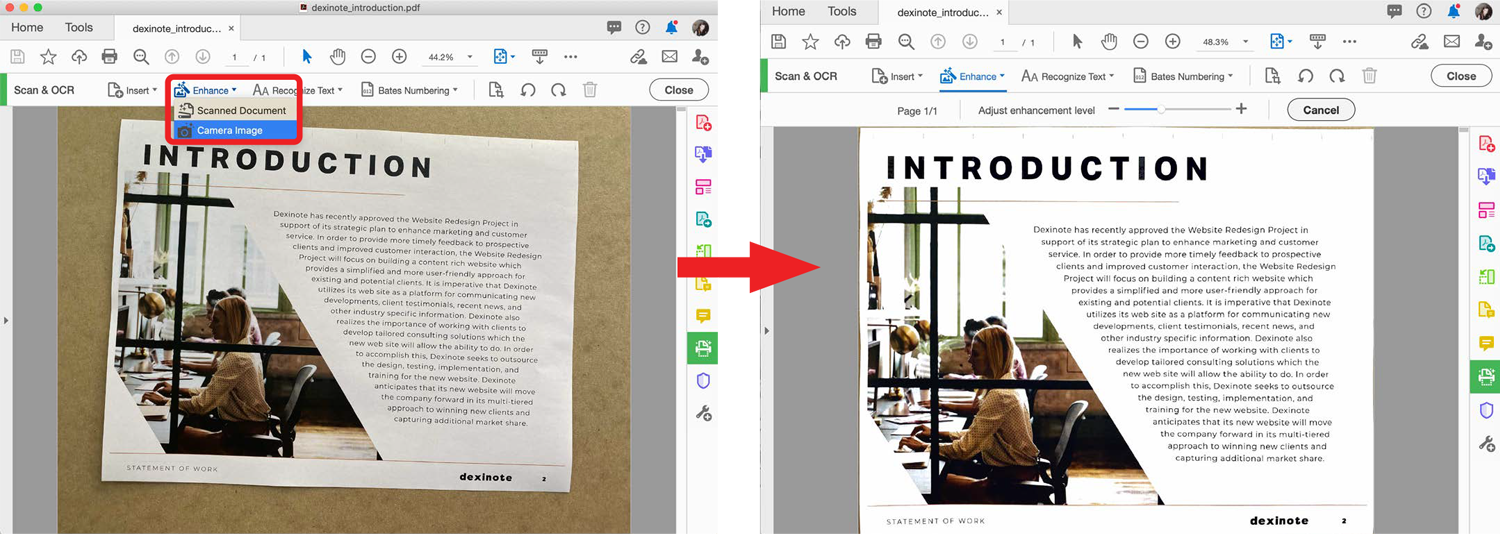 dexinote_introduction.pdf
Home Tools dexinote_introduc... ×
1 / 1 44.2%
Scan & OCR Insert Enhance Recognize Text Bates Numbering Close
Scanned Document
Camera Image
INTRODUCTION
Dexinote has recently approved the Website Redesign Project in
support of its strategic plan to enhance marketing and customer
service. In order to provide more timely feedback to prospective
clients and improved customer interaction, the Website Redesign
Project will focus on building a content rich website which
provides a simplified and more user-friendly approach for
existing and potential clients. It is imperative that Dexinote
utilizes its web site as a platform for communicating new
developments, client testimonials, recent news, and
other industry specific information. Dexinote also
realizes the importance of working with clients to
develop tailored consulting solutions which the
new web site will allow the ability to do. In order
to accomplish this, Dexinote seeks to outsource
the design, testing, implementation, and
training for the new website. Dexinote
anticipates that its new website will move
the company forward in its multi-tiered
approach to winning new clients and
capturing additional market share.
STATEMENT OF WORK dexinote 2
Home Tools dexinote_introduc... ×
1 / 1 48.3%
Scan & OCR Insert Enhance Recognize Text Bates Numbering Close
Page 1/1 Adjust enhancement level Cancel
INTRODUCTION
Dexinote has recently approved the Website Redesign Project in
support of its strategic plan to enhance marketing and customer
service. In order to provide more timely feedback to prospective
clients and improved customer interaction, the Website Redesign
Project will focus on building a content rich website which
provides a simplified and more user-friendly approach for
existing and potential clients. It is imperative that Dexinote
utilizes its web site as a platform for communicating new
developments, client testimonials, recent news, and
other industry specific information. Dexinote also
realizes the importance of working with clients to
develop tailored consulting solutions which the
new web site will allow the ability to do. In order
to accomplish this, Dexinote seeks to outsource
the design, testing, implementation, and
training for the new website. Dexinote
anticipates that its new website will move
the company forward in its multi-tiered
approach to winning new clients and
capturing additional market share.
STATEMENT OF WORK dexinote 2